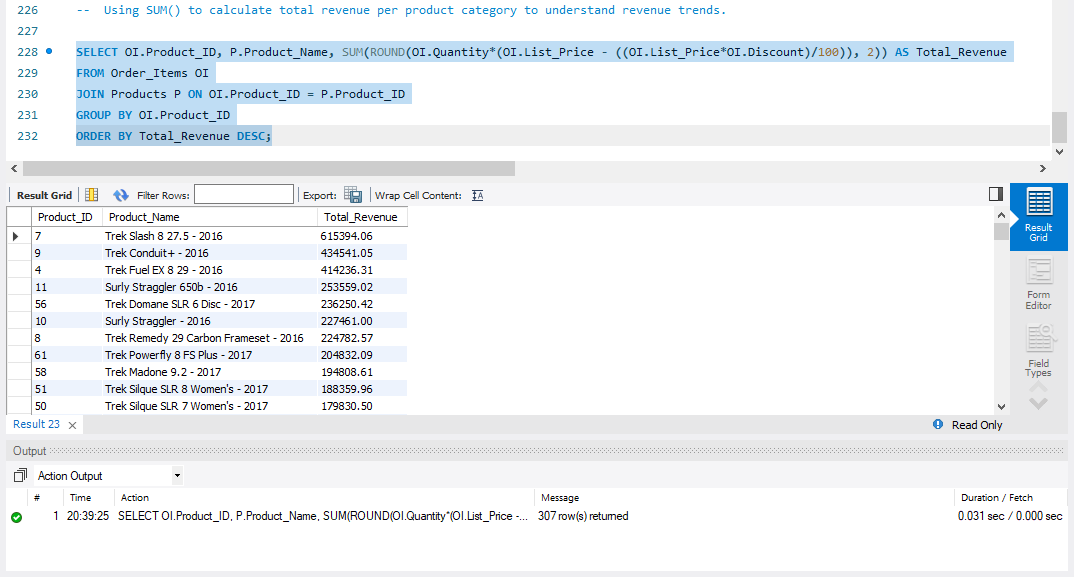 226 -- Using SUM() to calculate total revenue per product category to understand revenue trends.
227
228 SELECT OI.Product_ID, P.Product_Name, SUM(ROUND(OI.Quantity*(OI.List_Price - ((OI.List_Price*OI.Discount)/100)), 2)) AS Total_Revenue
229 FROM Order_Items OI
230 JOIN Products P ON OI.Product_ID = P.Product_ID
231 GROUP BY OI.Product_ID
232 ORDER BY Total_Revenue DESC;
Result Grid Filter Rows: Export: Wrap Cell Content:
Product_ID Product_Name Total_Revenue
7 Trek Slash 8 27.5 - 2016 615394.06
9 Trek Conduit+ - 2016 434541.05
4 Trek Fuel EX 8 29 - 2016 414236.31
11 Surly Straggler 650b - 2016 253559.02
56 Trek Domane SLR 6 Disc - 2017 236250.42
10 Surly Straggler - 2016 227461.00
8 Trek Remedy 29 Carbon Frameset - 2016 224782.57
61 Trek Powerfly 8 FS Plus - 2017 204832.09
58 Trek Madone 9.2 - 2017 194808.61
51 Trek Silque SLR 8 Women's - 2017 188359.96
50 Trek Silque SLR 7 Women's - 2017 179830.50
Result
Grid
Form
Editor
Field
Types
Result 23 Read Only
Output
Action Output
# Time Action Message Duration / Fetch
1 20:39:25 SELECT OI.Product_ID, P.Product_Name, SUM(ROUND(OI.Quantity*(OI.List_Price -... 307 row(s) returned 0.031 sec / 0.000 sec